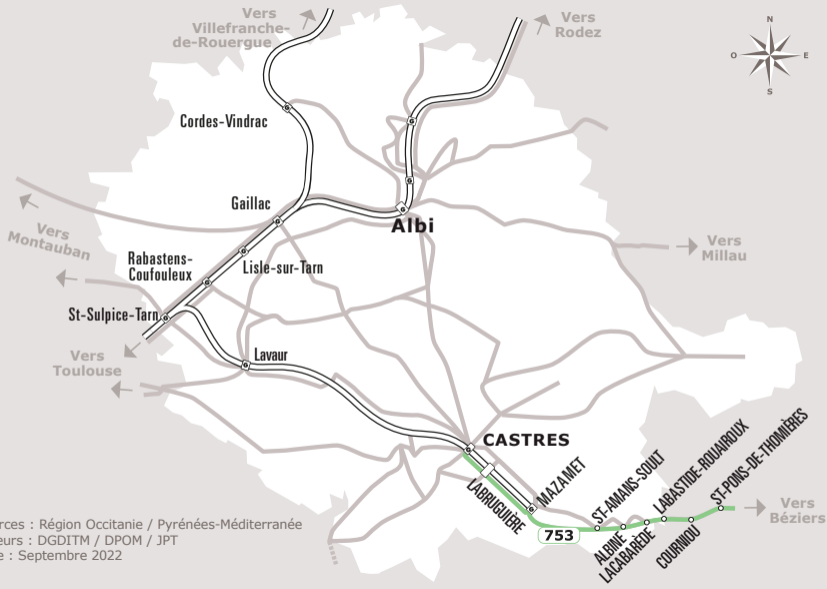 Vers
Villefranche-
de-Rouergue
Vers
Rodez
N
O
E
S
Cordes-Vindrac
Gaillac
Albi
Vers
Montauban
Rabastens-
Coufouleux
Lisle-sur-Tarn
Vers
Millau
St-Sulpice-Tarn
Vers
Toulouse
Lavaur
CASTRES
LABRUGUIÈRE
MAZAMET
753
ST-AMANS-SOULT
ALBINE
LACABARÈDE
LABASTIDE-ROUAIROUX
COURNIOU
ST-PONS-DE-THOMIÈRES
Vers
Béziers
rces : Région Occitanie / Pyrénées-Méditerranée
eurs : DGDITM / DPOM / JPT
e : Septembre 2022